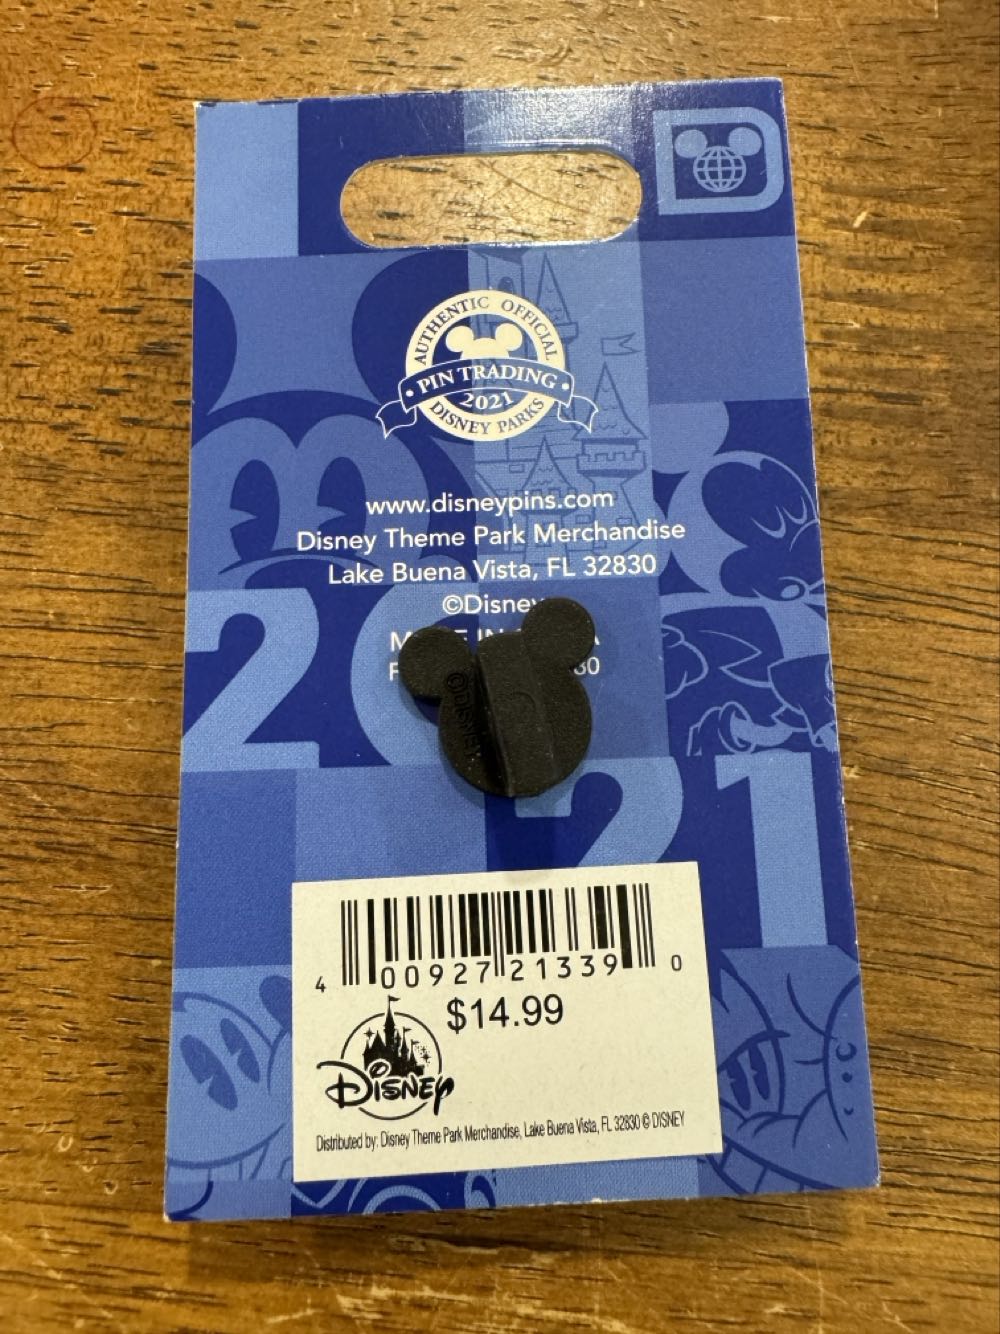 AUTHENTIC OFFICIAL
• PIN TRADING •
2021
DISNEY PARKS
www.disneypins.com
Disney Theme Park Merchandise
Lake Buena Vista, FL 32830
©Disney
©DISNEY
2021
4 00927 21339 0
$14.99
DISNEY
Distributed by: Disney Theme Park Merchandise, Lake Buena Vista, FL 32830 © DISNEY